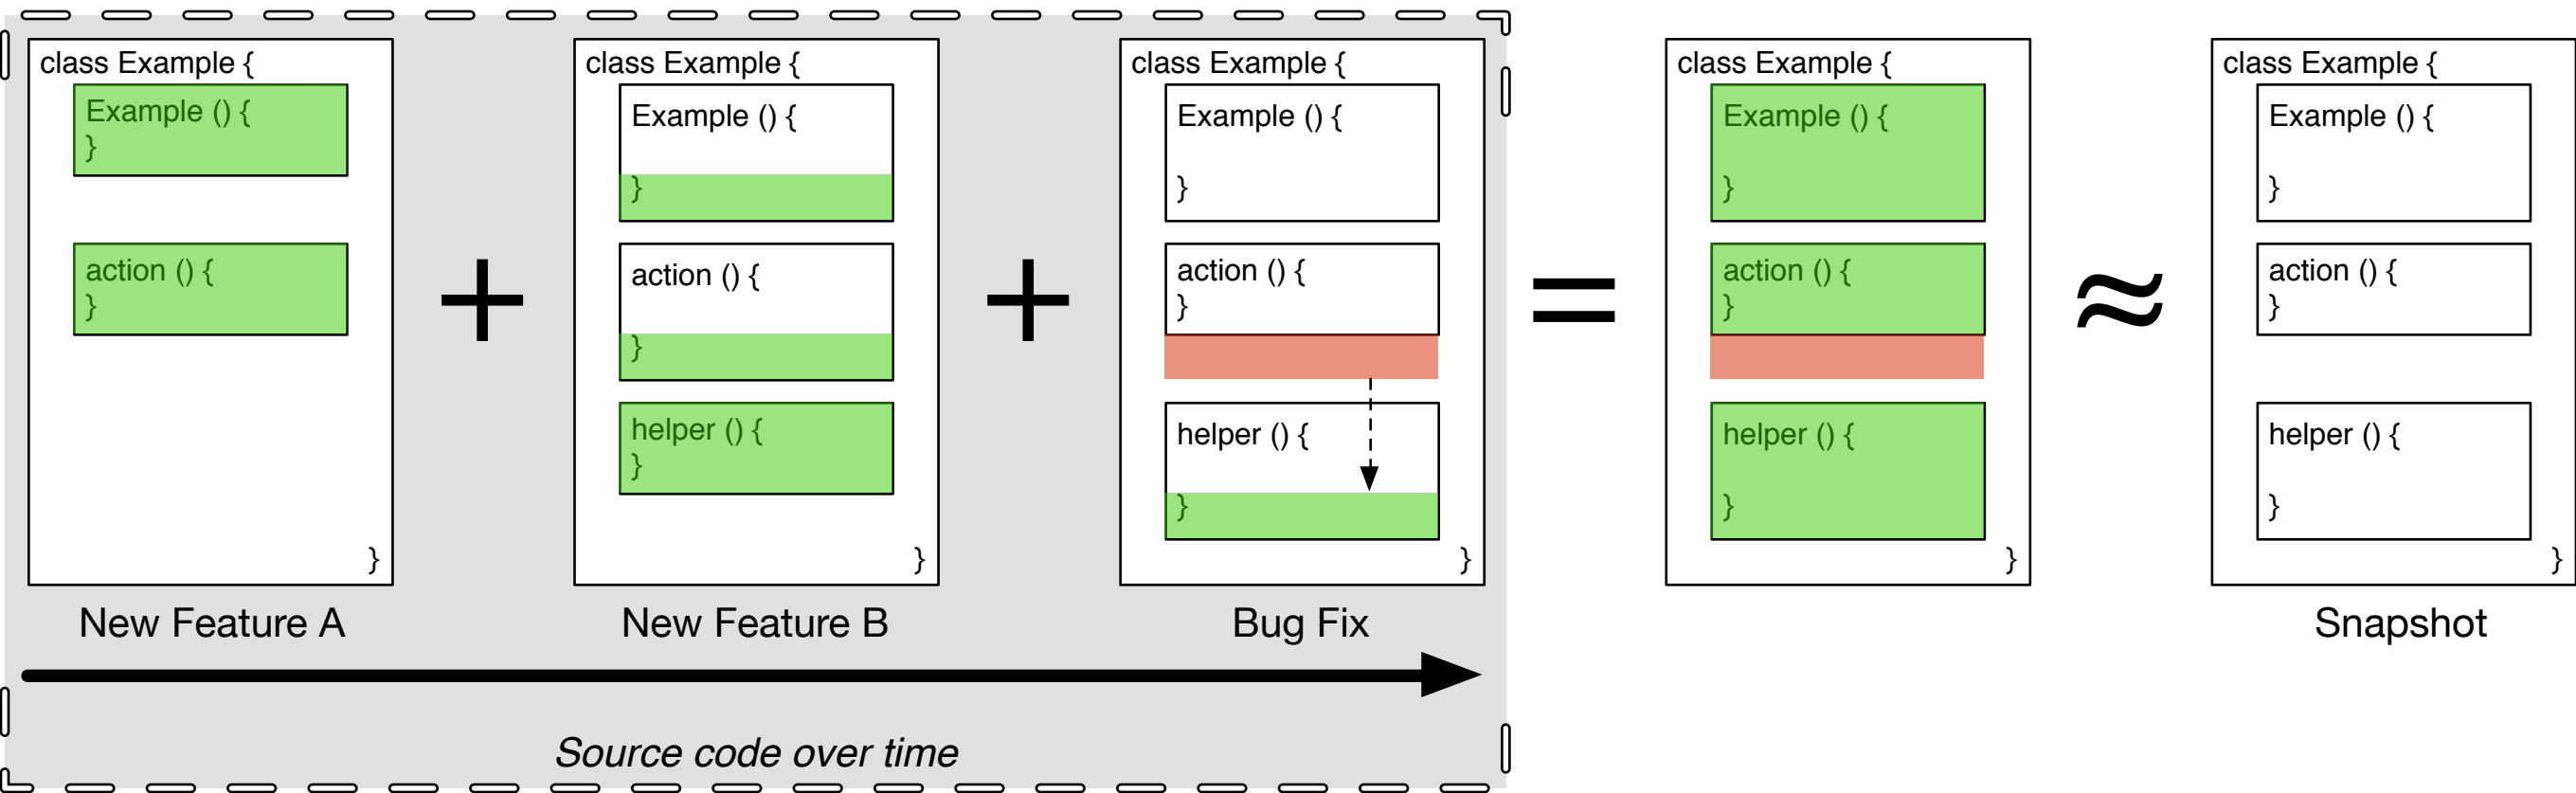 class Example {
Example () {
}
action () {
}
}
New Feature A
+
class Example {
Example () {
}
action () {
}
helper () {
}
}
New Feature B
+
class Example {
Example () {
}
action () {
}
helper () {
}
}
Bug Fix
=
class Example {
Example () {
}
action () {
}
helper () {
}
}
≈
class Example {
Example () {
}
action () {
}
helper () {
}
}
Snapshot
Source code over time